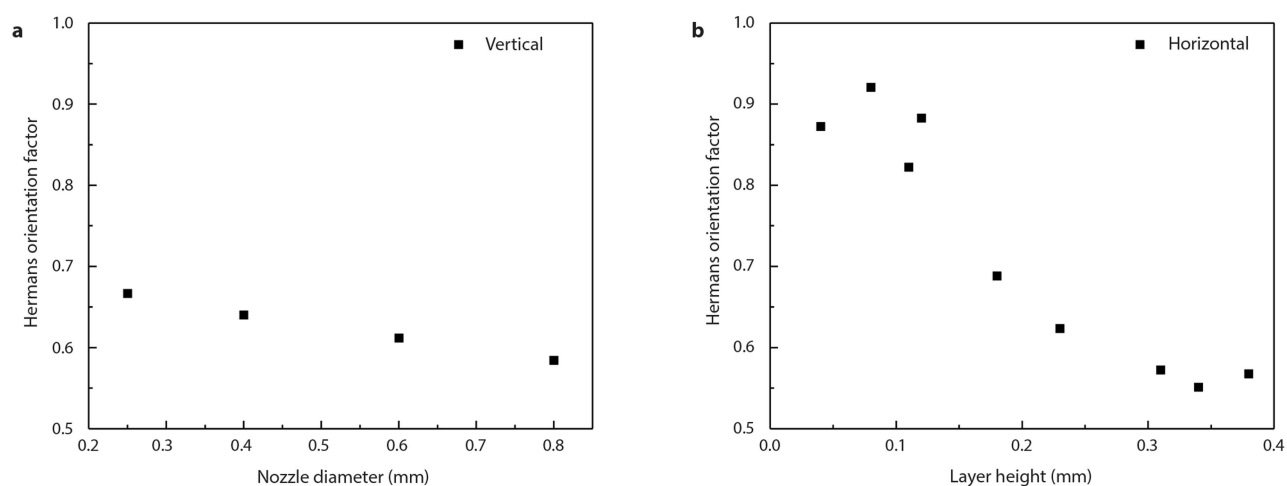 a
Vertical
1.0
0.9
0.8
0.7
0.6
0.5
Hermans orientation factor
0.2 0.3 0.4 0.5 0.6 0.7 0.8
Nozzle diameter (mm)
b
Horizontal
1.0
0.9
0.8
0.7
0.6
0.5
Hermans orientation factor
0.0 0.1 0.2 0.3 0.4
Layer height (mm)